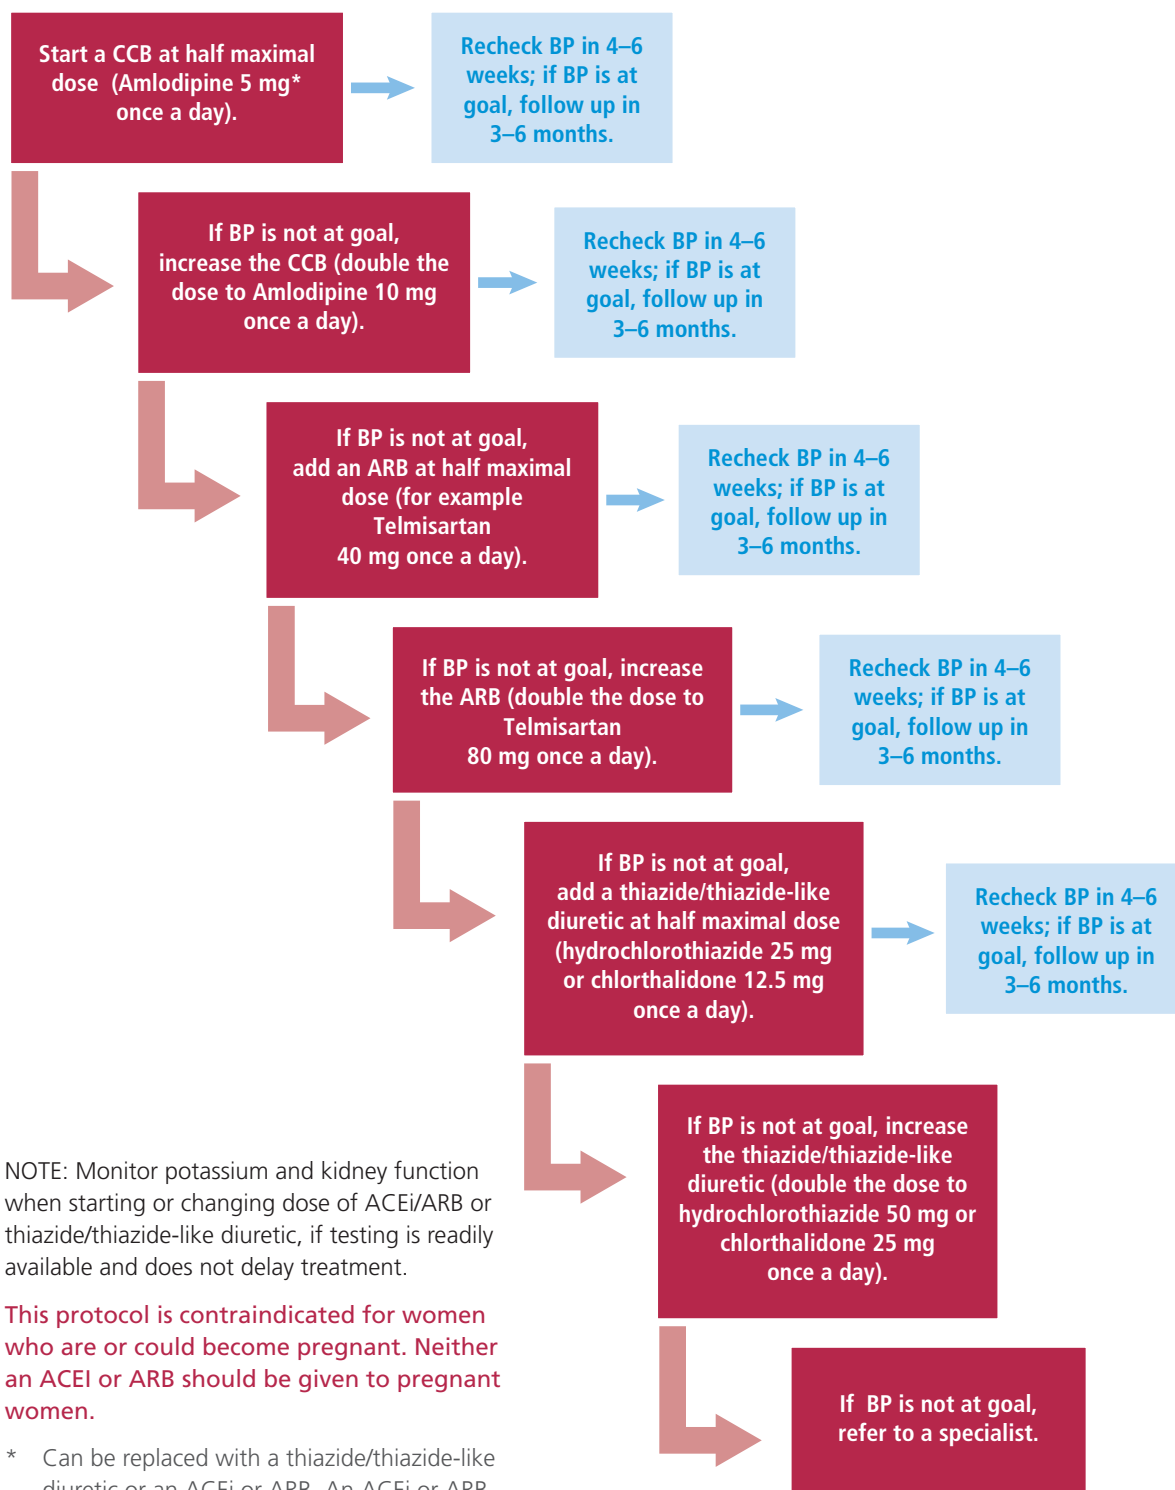 Start a CCB at half maximal
dose (Amlodipine 5 mg*
once a day).
Recheck BP in 4–6
weeks; if BP is at
goal, follow up in
3–6 months.
If BP is not at goal,
increase the CCB (double the
dose to Amlodipine 10 mg
once a day).
Recheck BP in 4–6
weeks; if BP is at
goal, follow up in
3–6 months.
If BP is not at goal,
add an ARB at half maximal
dose (for example
Telmisartan
40 mg once a day).
Recheck BP in 4–6
weeks; if BP is at
goal, follow up in
3–6 months.
If BP is not at goal, increase
the ARB (double the dose to
Telmisartan
80 mg once a day).
Recheck BP in 4–6
weeks; if BP is at
goal, follow up in
3–6 months.
If BP is not at goal,
add a thiazide/thiazide-like
diuretic at half maximal dose
(hydrochlorothiazide 25 mg
or chlorthalidone 12.5 mg
once a day).
Recheck BP in 4–6
weeks; if BP is at
goal, follow up in
3–6 months.
If BP is not at goal, increase
the thiazide/thiazide-like
diuretic (double the dose to
hydrochlorothiazide 50 mg or
chlorthalidone 25 mg
once a day).
If BP is not at goal,
refer to a specialist.
NOTE: Monitor potassium and kidney function
when starting or changing dose of ACEi/ARB or
thiazide/thiazide-like diuretic, if testing is readily
available and does not delay treatment.
This protocol is contraindicated for women
who are or could become pregnant. Neither
an ACEI or ARB should be given to pregnant
women.
* Can be replaced with a thiazide/thiazide-like
diuretic or an ACEi or ARB. An ACEi or ARB